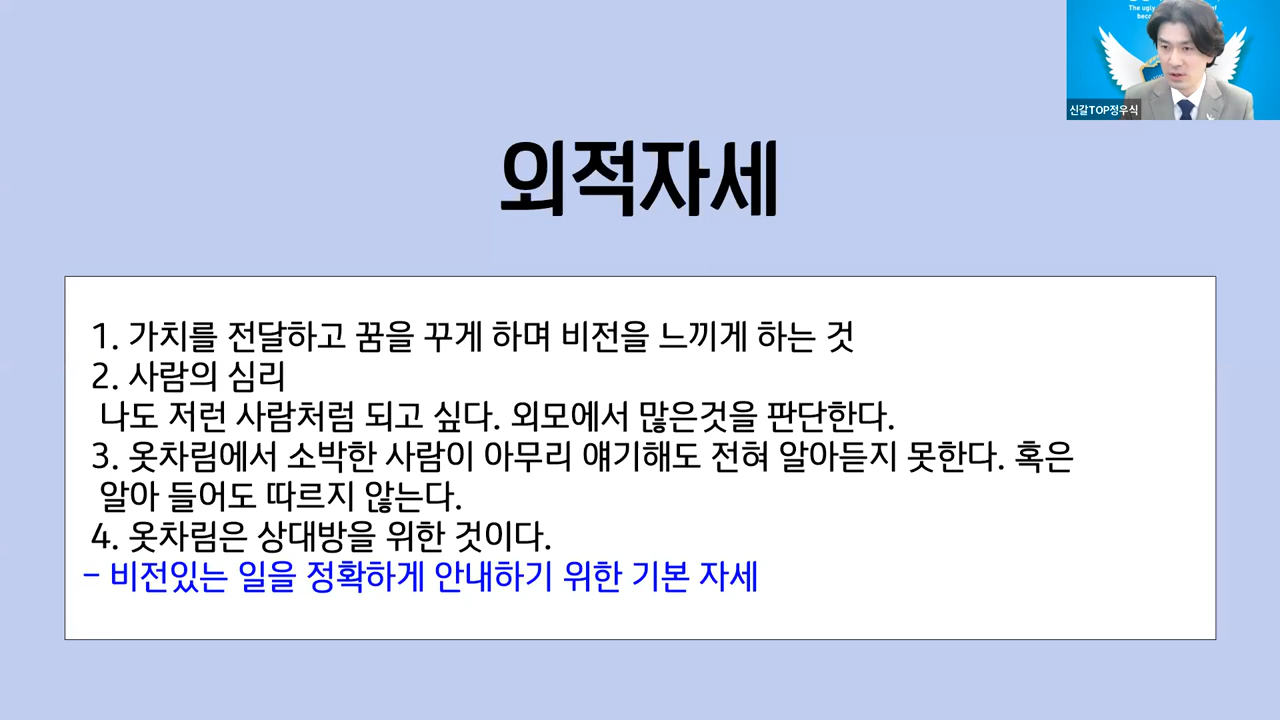 The ugly
of
beco
신갈TOP정우식
외적자세
1. 가치를 전달하고 꿈을 꾸게 하며 비전을 느끼게 하는 것
2. 사람의 심리
나도 저런 사람처럼 되고 싶다. 외모에서 많은것을 판단한다.
3. 옷차림에서 소박한 사람이 아무리 얘기해도 전혀 알아듣지 못한다. 혹은
알아 들어도 따르지 않는다.
4. 옷차림은 상대방을 위한 것이다.
- 비전있는 일을 정확하게 안내하기 위한 기본 자세